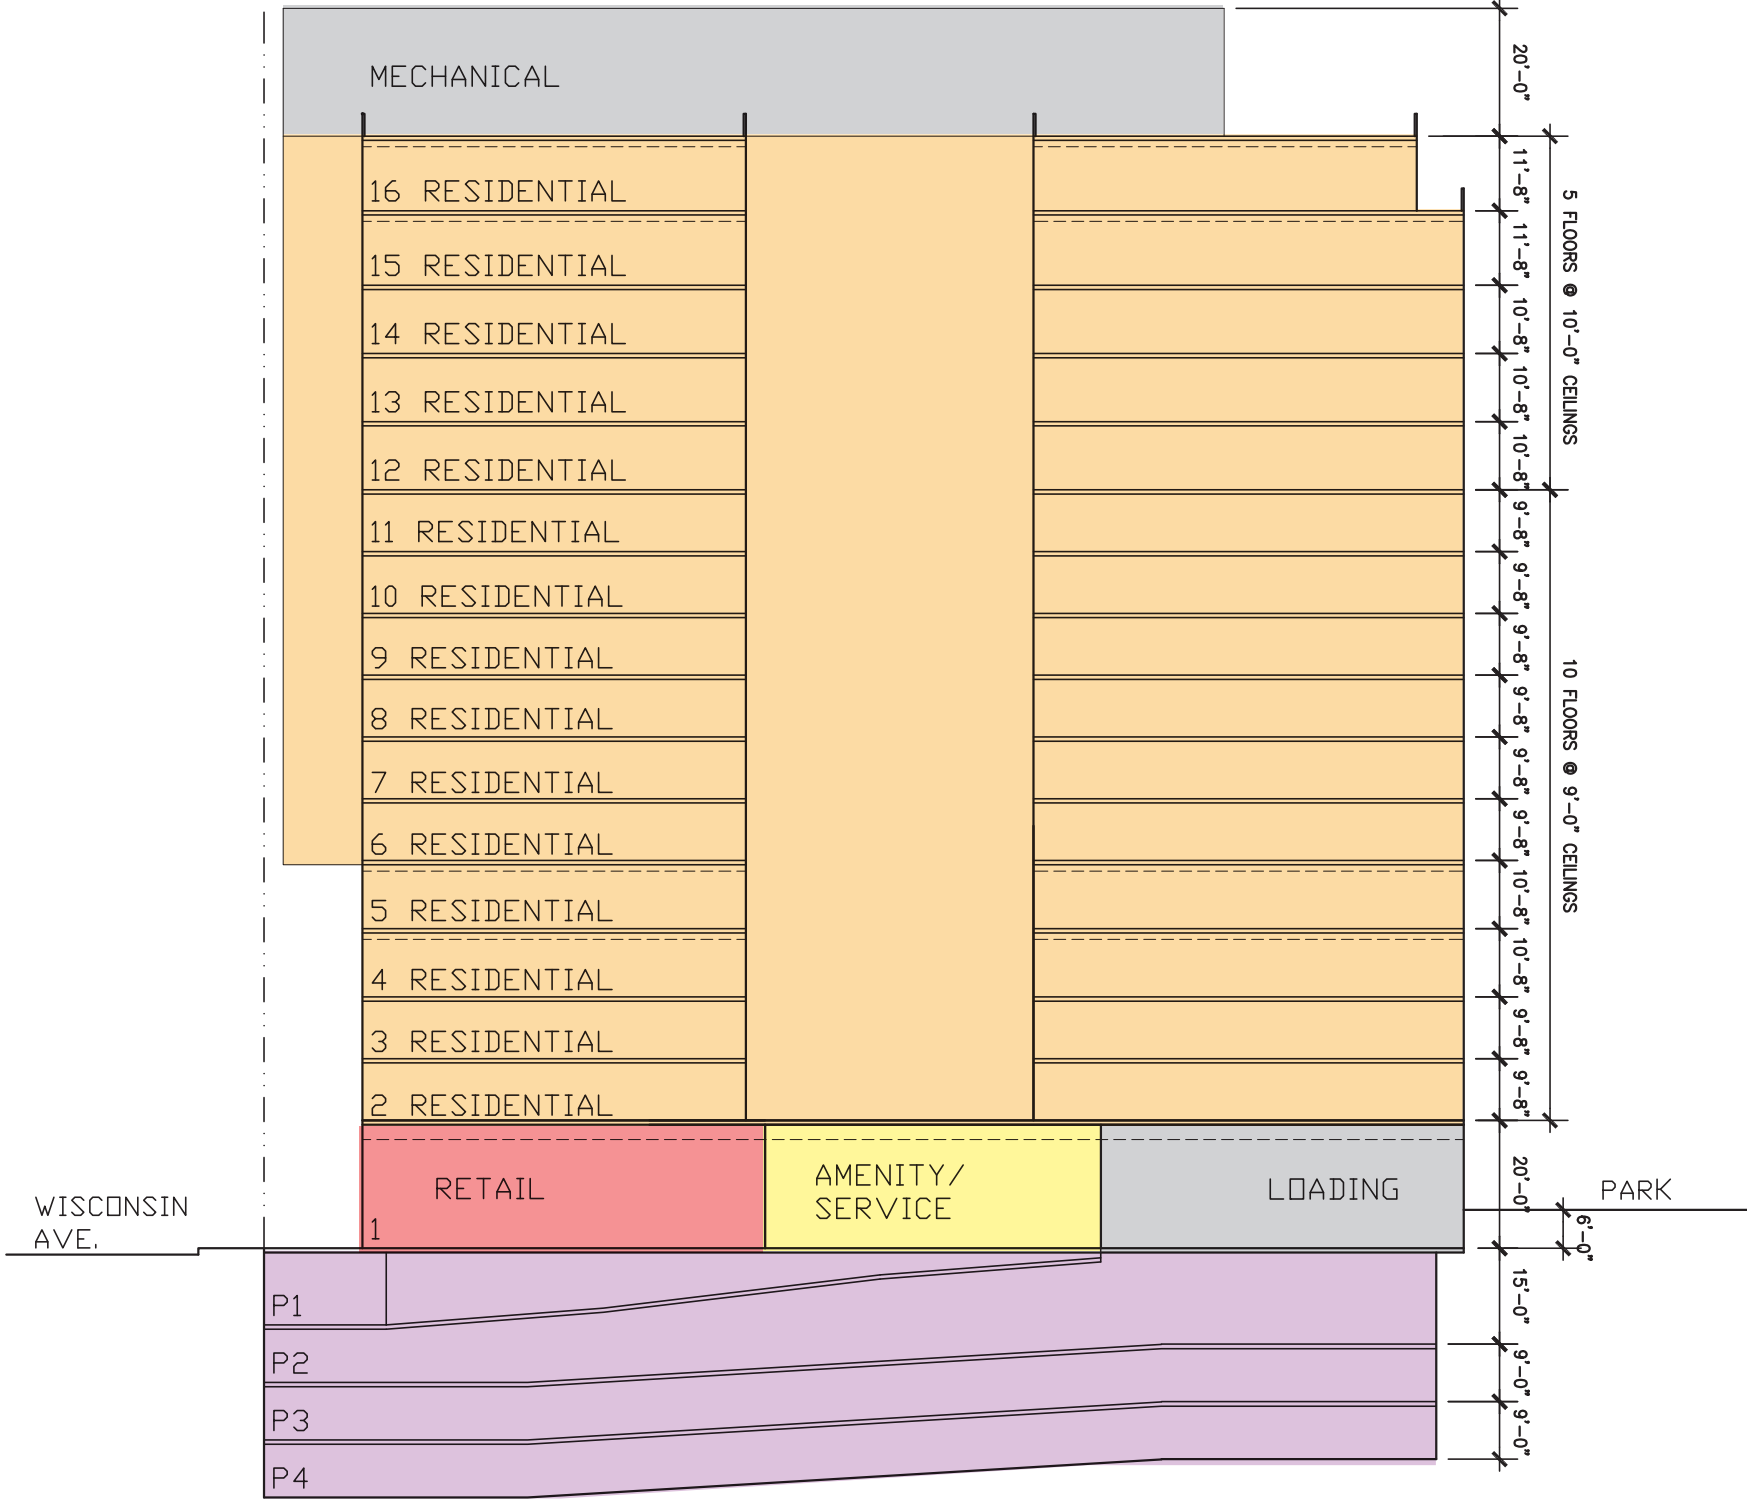 MECHANICAL
16 RESIDENTIAL
15 RESIDENTIAL
14 RESIDENTIAL
13 RESIDENTIAL
12 RESIDENTIAL
11 RESIDENTIAL
10 RESIDENTIAL
9 RESIDENTIAL
8 RESIDENTIAL
7 RESIDENTIAL
6 RESIDENTIAL
5 RESIDENTIAL
4 RESIDENTIAL
3 RESIDENTIAL
2 RESIDENTIAL
RETAIL
1
AMENITY/
SERVICE
LOADING
WISCONSIN
AVE.
PARK
P1
P2
P3
P4
20'-0"
11'-8"
11'-8"
10'-8"
10'-8"
10'-8"
9'-8"
9'-8"
9'-8"
9'-8"
9'-8"
9'-8"
10'-8"
10'-8"
9'-8"
9'-8"
20'-0"
6'-0"
15'-0"
9'-0"
9'-0"
5 FLOORS @ 10'-0" CEILINGS
10 FLOORS @ 9'-0" CEILINGS